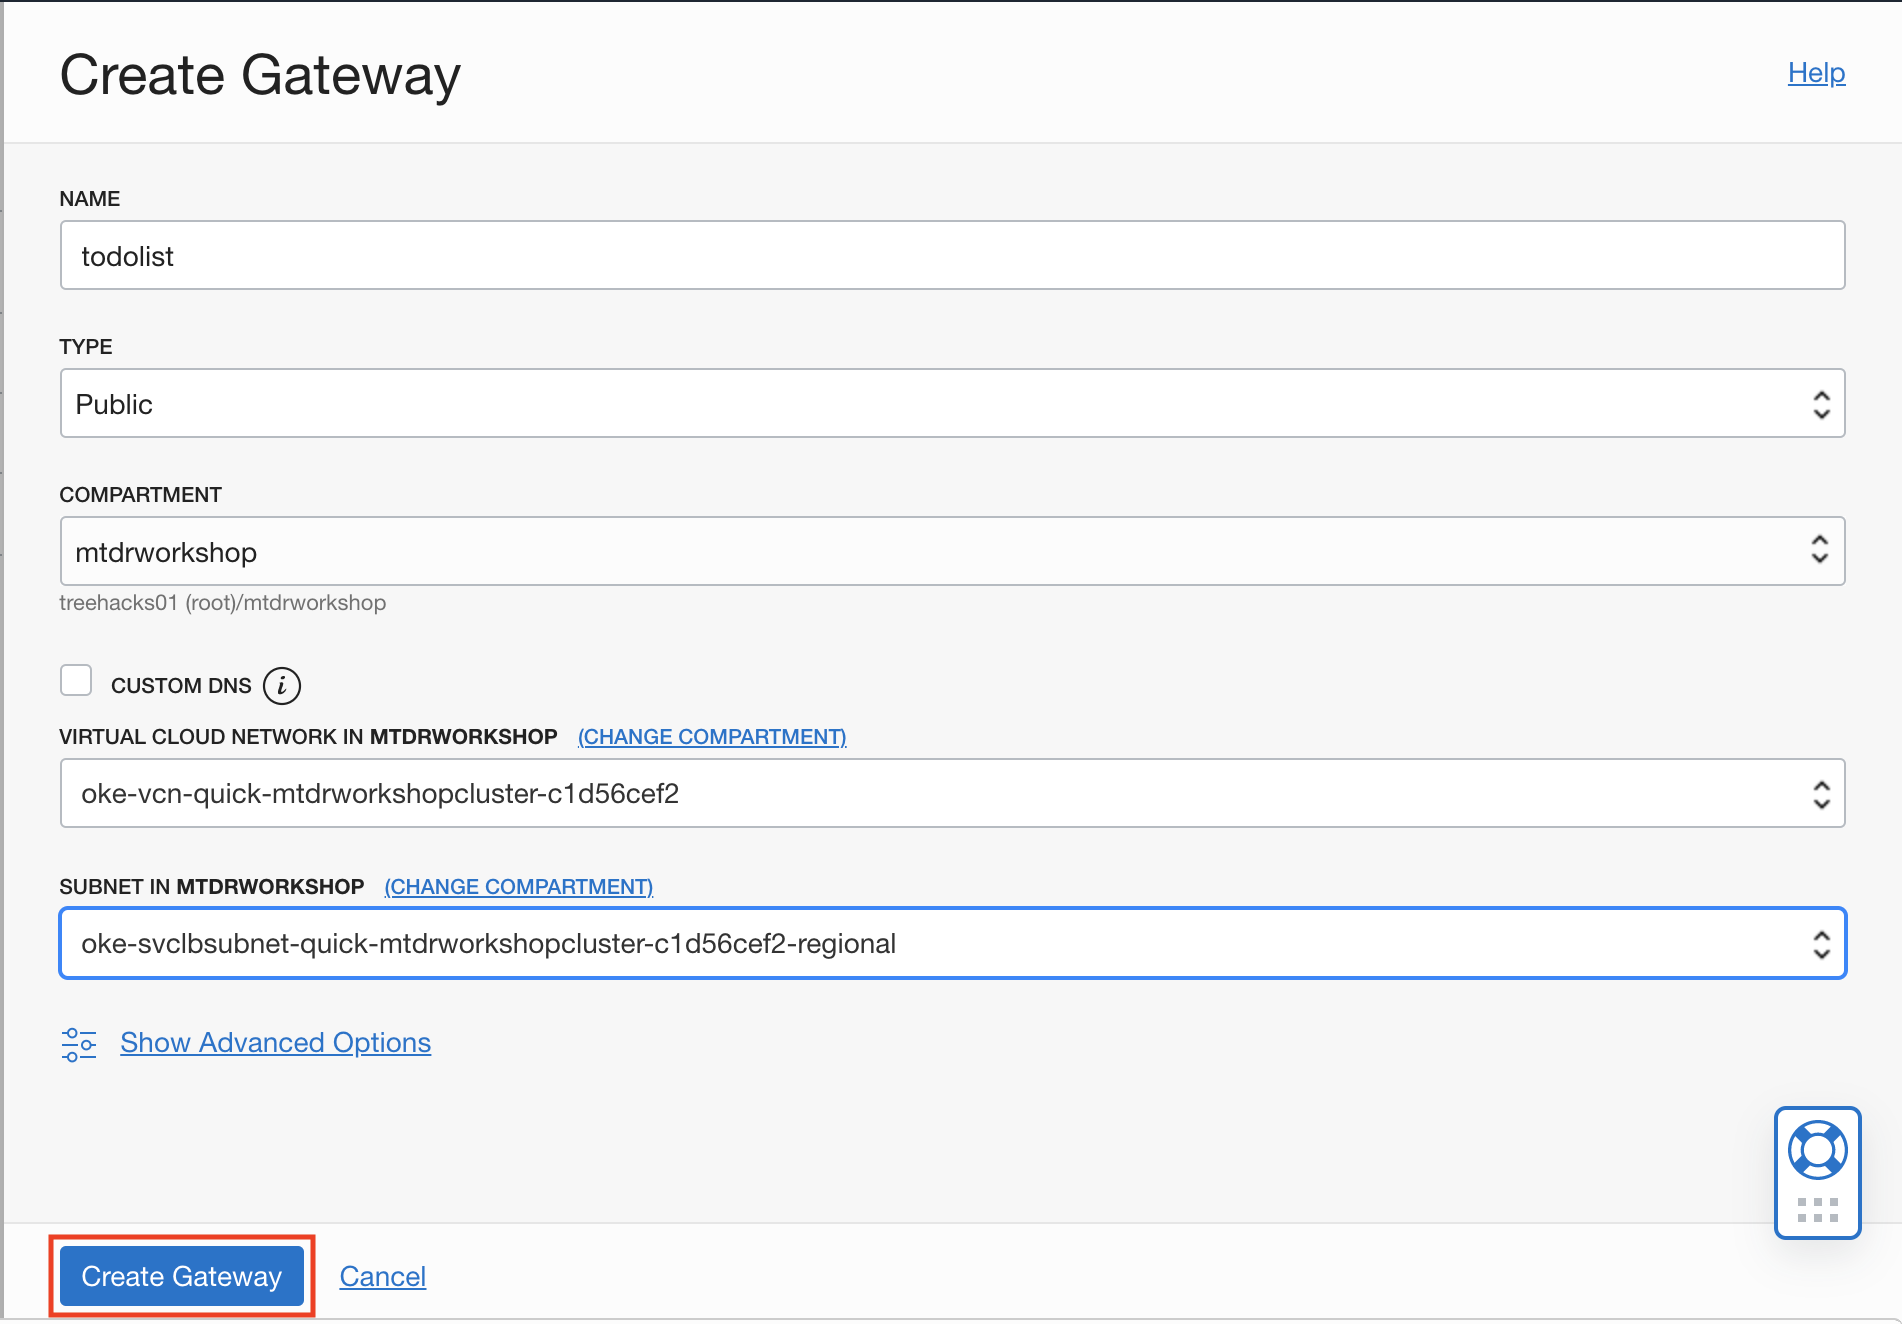 Create Gateway
Help
NAME
todolist
TYPE
Public
COMPARTMENT
mtdrworkshop
treehacks01 (root)/mtdrworkshop
CUSTOM DNS i
VIRTUAL CLOUD NETWORK IN MTDRWORKSHOP (CHANGE COMPARTMENT)
oke-vcn-quick-mtdrworkshopcluster-c1d56cef2
SUBNET IN MTDRWORKSHOP (CHANGE COMPARTMENT)
oke-svclbsubnet-quick-mtdrworkshopcluster-c1d56cef2-regional
Show Advanced Options
Create Gateway Cancel